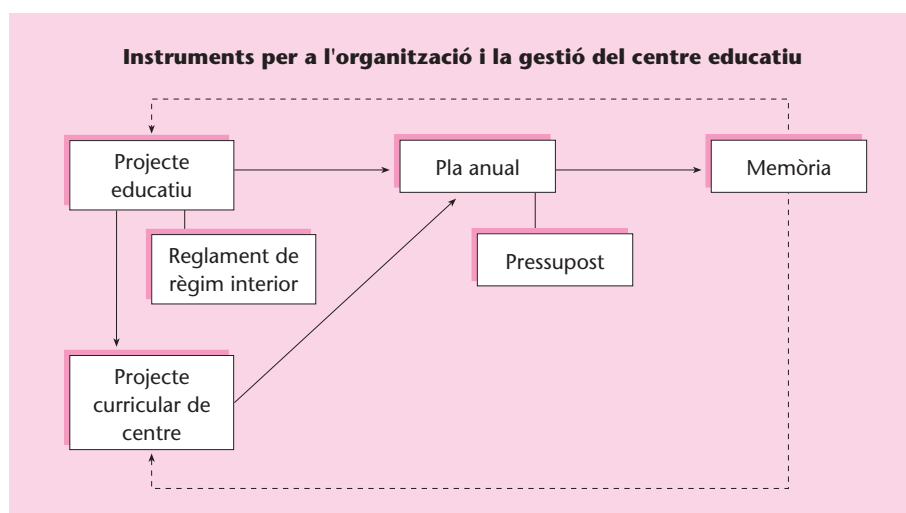 Instruments per a l'organització i la gestió del centre educatiu
Projecte
educatiu
Pla anual
Memòria
Reglament de
règim interior
Pressupost
Projecte
curricular de
centre